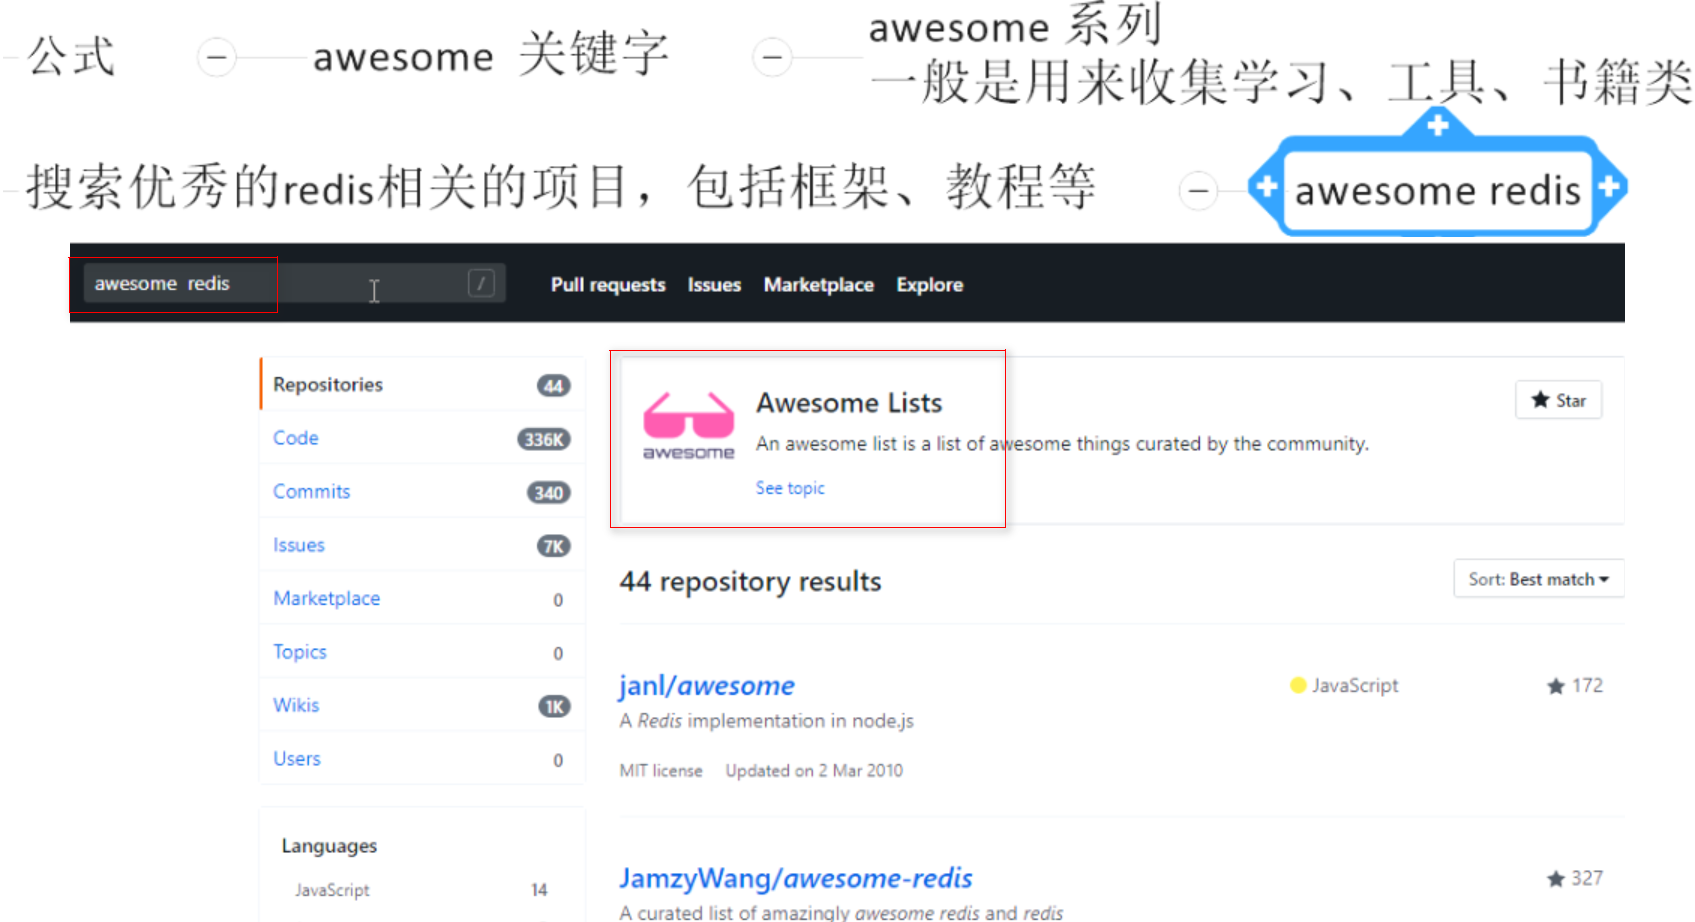 公式
awesome 关键字
awesome 系列
一般是用来收集学习、工具、书籍类
搜索优秀的redis相关的项目，包括框架、教程等
awesome redis
awesome redis
/
Pull requests Issues Marketplace Explore
Repositories 44
Code 336K
Commits 340
Issues 7K
Marketplace 0
Topics 0
Wikis 1K
Users 0
Languages
JavaScript 14
awesome
Awesome Lists
An awesome list is a list of awesome things curated by the community.
See topic
Star
44 repository results
Sort: Best match
janl/awesome
JavaScript
172
A Redis implementation in node.js
MIT license Updated on 2 Mar 2010
JamzyWang/awesome-redis
327
A curated list of amazingly awesome redis and redis